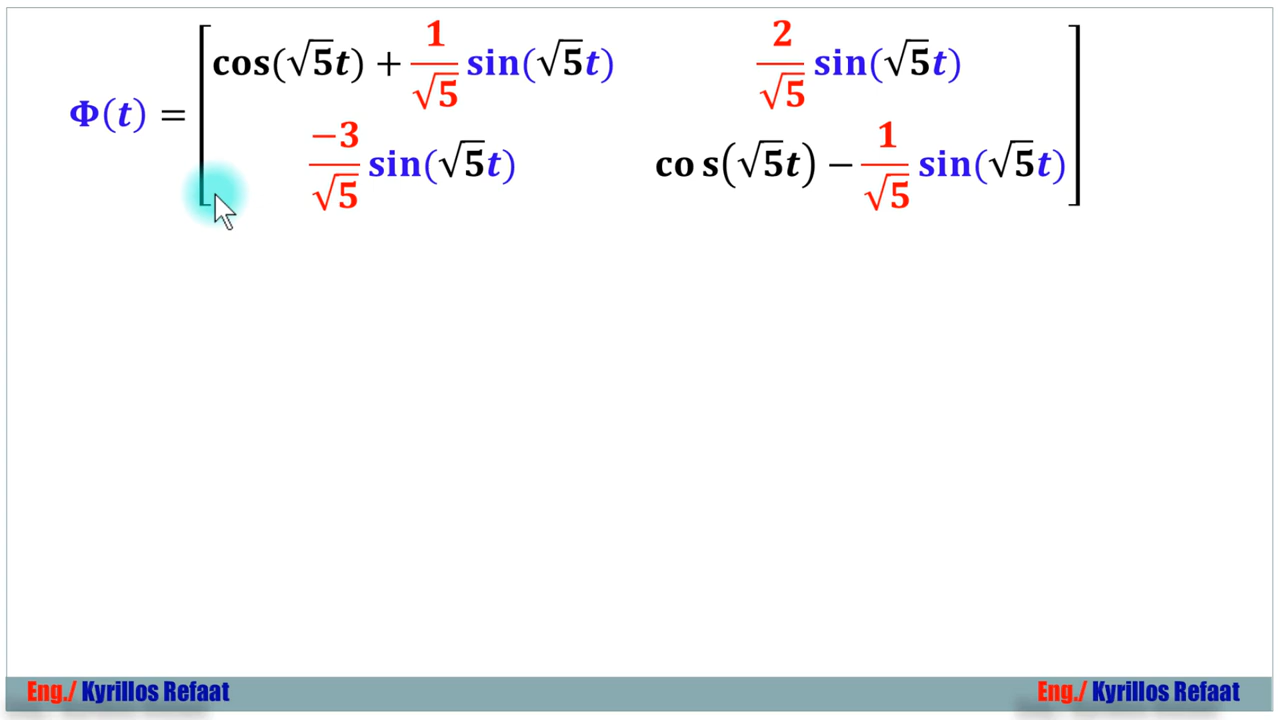 Φ(t) = [ cos(√5t) + 1/√5 sin(√5t) 2/√5 sin(√5t)
−3/√5 sin(√5t) co s(√5t) − 1/√5 sin(√5t) ]
Eng./ Kyrillos Refaat Eng./ Kyrillos Refaat